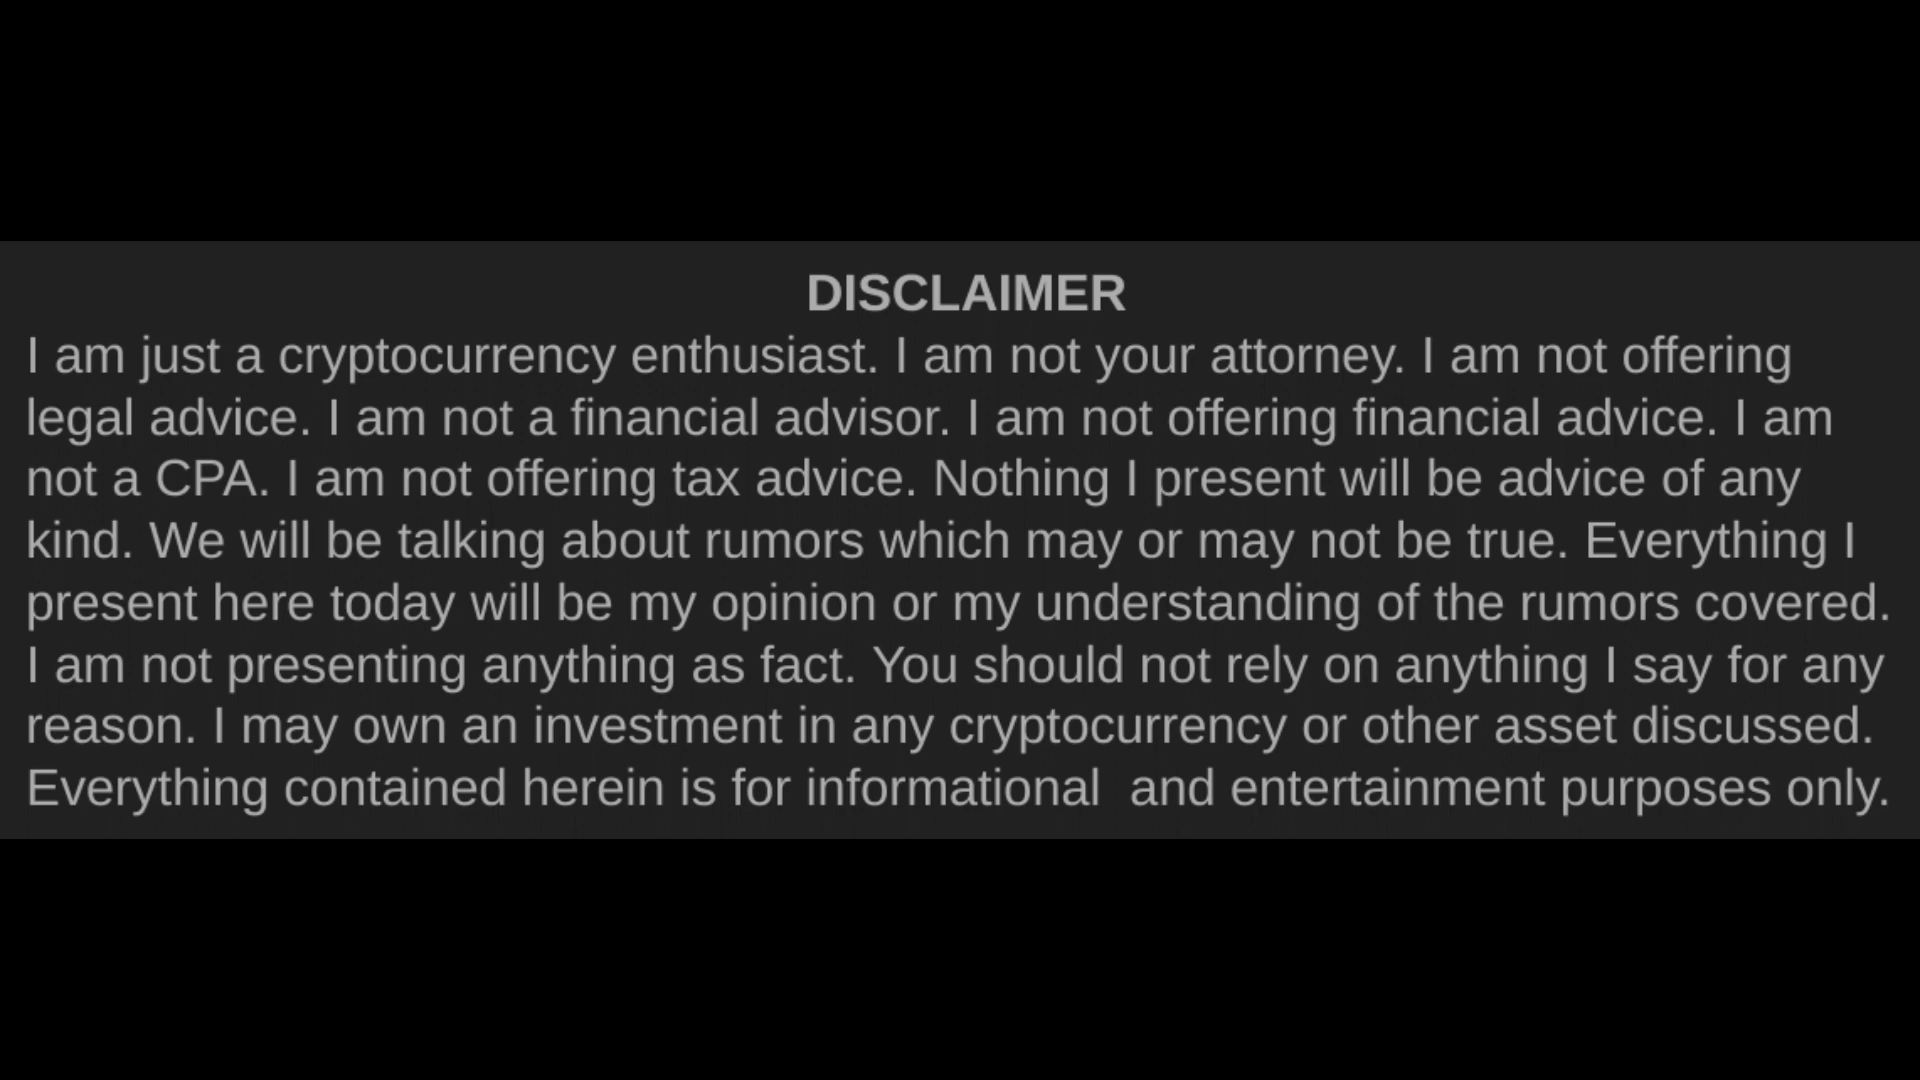 DISCLAIMER
I am just a cryptocurrency enthusiast. I am not your attorney. I am not offering
legal advice. I am not a financial advisor. I am not offering financial advice. I am
not a CPA. I am not offering tax advice. Nothing I present will be advice of any
kind. We will be talking about rumors which may or may not be true. Everything I
present here today will be my opinion or my understanding of the rumors covered.
I am not presenting anything as fact. You should not rely on anything I say for any
reason. I may own an investment in any cryptocurrency or other asset discussed.
Everything contained herein is for informational  and entertainment purposes only.